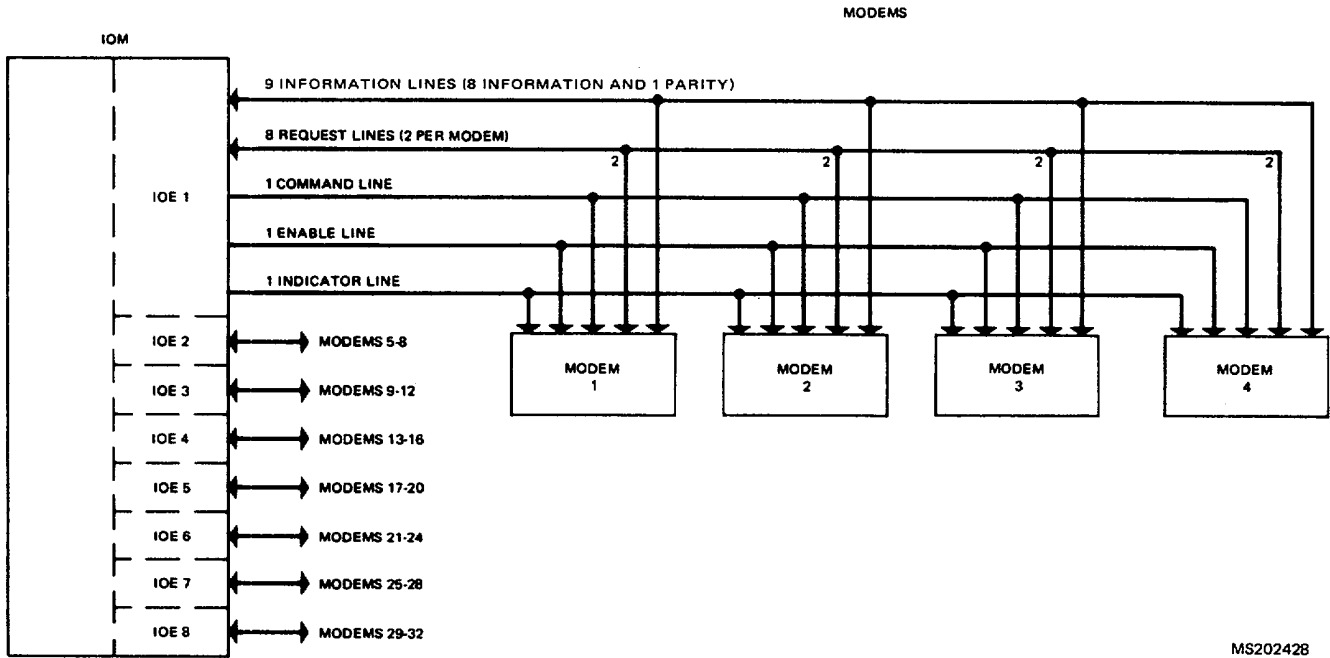 MODEMS
IOM
9 INFORMATION LINES (8 INFORMATION AND 1 PARITY)
8 REQUEST LINES (2 PER MODEM)
2
2
2
2
1 COMMAND LINE
IOE 1
1 ENABLE LINE
1 INDICATOR LINE
IOE 2
MODEMS 5-8
MODEM
1
MODEM
2
MODEM
3
MODEM
4
IOE 3
MODEMS 9-12
IOE 4
MODEMS 13-16
IOE 5
MODEMS 17-20
IOE 6
MODEMS 21-24
IOE 7
MODEMS 25-28
IOE 8
MODEMS 29-32
MS202428